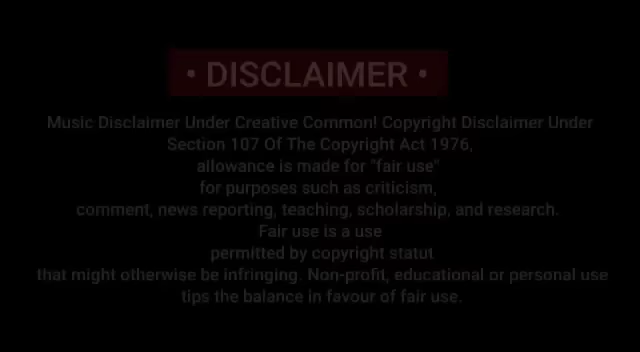 • DISCLAIMER •
Music Disclaimer Under Creative Common! Copyright Disclaimer Under
Section 107 Of The Copyright Act 1976,
allowance is made for "fair use"
for purposes such as criticism,
comment, news reporting, teaching, scholarship, and research.
Fair use is a use
permitted by copyright statut
that might otherwise be infringing. Non-profit, educational or personal use
tips the balance in favour of fair use.